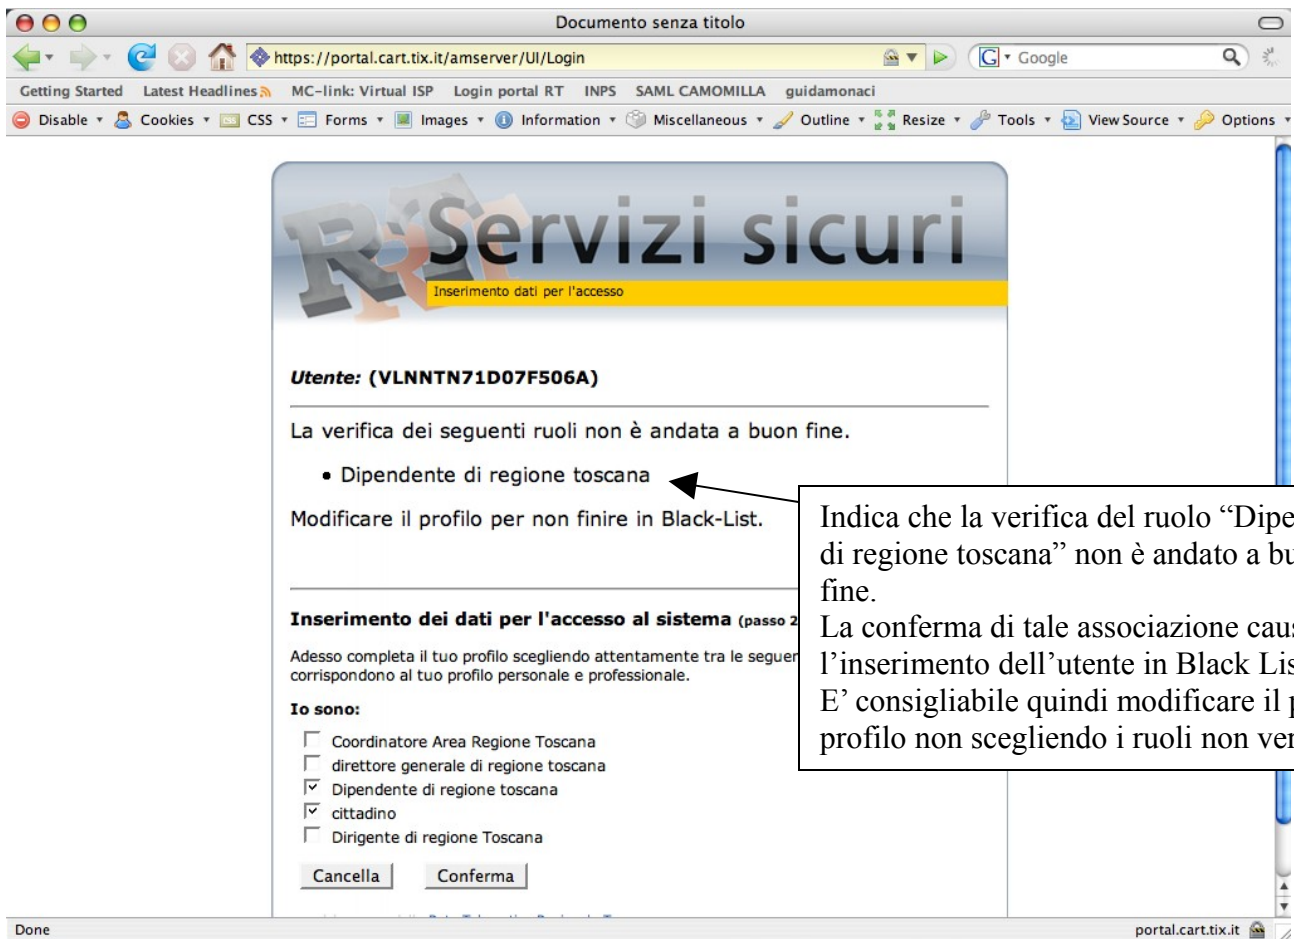 Documento senza titolo
https://portal.cart.tix.it/amserver/UI/Login
G Google
Getting Started Latest Headlines MC-link: Virtual ISP Login portal RT INPS SAML CAMOMILLA guidamonaci
Disable Cookies CSS Forms Images Information Miscellaneous Outline Resize Tools View Source Options
Servizi sicuri
Inserimento dati per l'accesso
Utente: (VLNNTN71D07F506A)
La verifica dei seguenti ruoli non è andata a buon fine.
• Dipendente di regione toscana
Modificare il profilo per non finire in Black-List.
Indica che la verifica del ruolo “Dipe
di regione toscana” non è andato a bu
fine.
La conferma di tale associazione caus
l’inserimento dell’utente in Black Lis
E’ consigliabile quindi modificare il p
profilo non scegliendo i ruoli non ver
Inserimento dei dati per l'accesso al sistema (passo 2
Adesso completa il tuo profilo scegliendo attentamente tra le seguen
corrispondono al tuo profilo personale e professionale.
Io sono:
Coordinatore Area Regione Toscana
direttore generale di regione toscana
Dipendente di regione toscana
cittadino
Dirigente di regione Toscana
Cancella Conferma
Done
portal.cart.tix.it